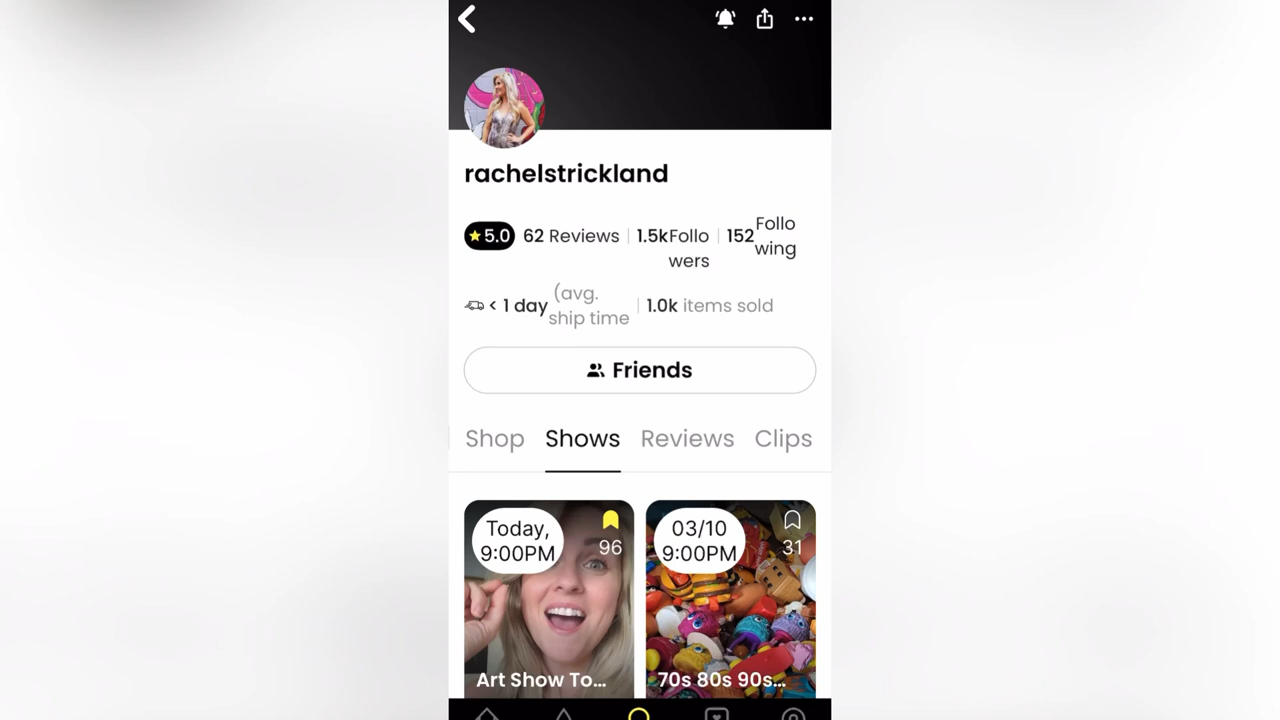 rachelstrickland
5.0 62 Reviews 1.5k Follo 152 Follo
wers wing
< 1 day (avg. 1.0k items sold
ship time
Friends
Shop Shows Reviews Clips
Today,
9:00PM
96
03/10
9:00PM
31
Art Show To...
70s 80s 90s...